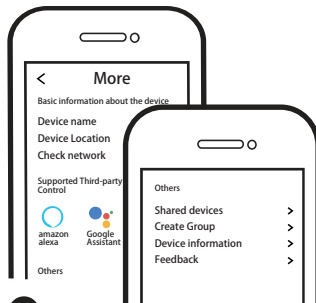 < More
Basic information about the device
Device name
Device Location
Check network
Supported Third-party
Control
amazon
alexa
Google
Assistant
Others
Others
Shared devices >
Create Group >
Device information >
Feedback >